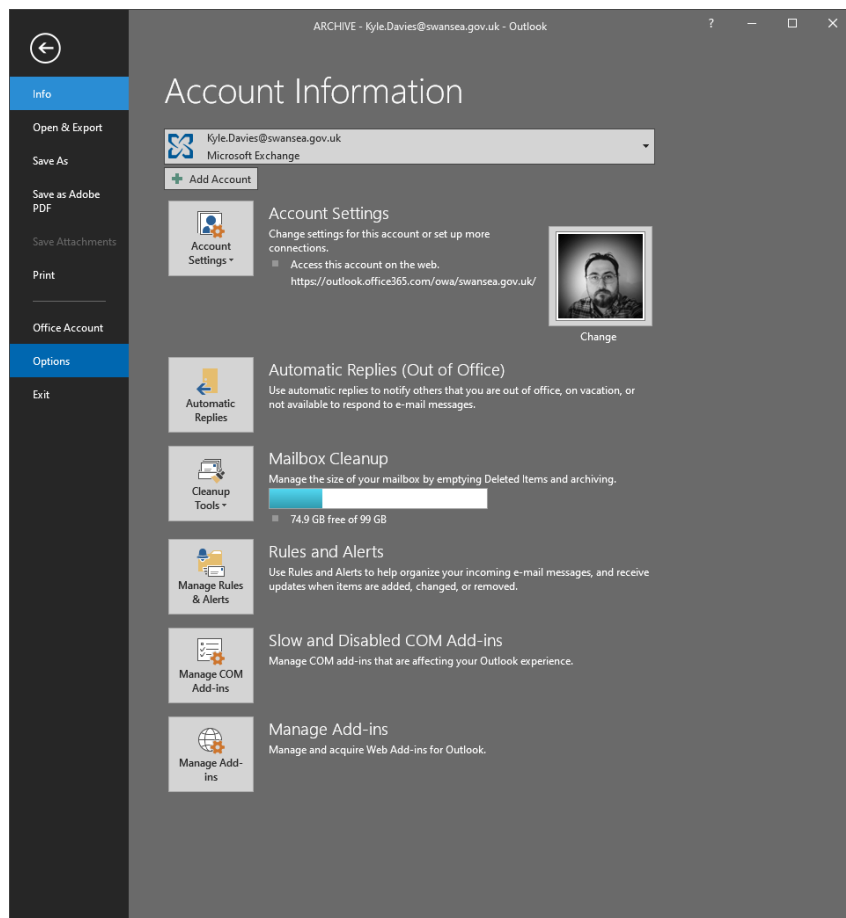 ARCHIVE - Kyle.Davies@swansea.gov.uk - Outlook
?
Info
Open & Export
Save As
Save as Adobe
PDF
Save Attachments
Print
Office Account
Options
Exit
Account Information
Kyle.Davies@swansea.gov.uk
Microsoft Exchange
Add Account
Account
Settings
Account Settings
Change settings for this account or set up more
connections.
Access this account on the web.
https://outlook.office365.com/owa/swansea.gov.uk/
Change
Automatic
Replies
Automatic Replies (Out of Office)
Use automatic replies to notify others that you are out of office, on vacation, or
not available to respond to e-mail messages.
Cleanup
Tools
Mailbox Cleanup
Manage the size of your mailbox by emptying Deleted Items and archiving.
74.9 GB free of 99 GB
Manage Rules
& Alerts
Rules and Alerts
Use Rules and Alerts to help organize your incoming e-mail messages, and receive
updates when items are added, changed, or removed.
Manage COM
Add-ins
Slow and Disabled COM Add-ins
Manage COM add-ins that are affecting your Outlook experience.
Manage Add-
ins
Manage Add-ins
Manage and acquire Web Add-ins for Outlook.